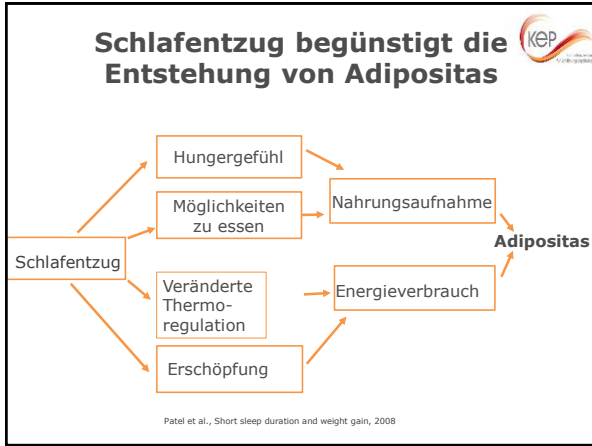 Schlafentzug begünstigt die
Entstehung von Adipositas
KeP
Hungergefühl
Möglichkeiten
zu essen
Nahrungsaufnahme
Adipositas
Schlafentzug
Veränderte
Thermo-
regulation
Energieverbrauch
Erschöpfung
Patel et al., Short sleep duration and weight gain, 2008